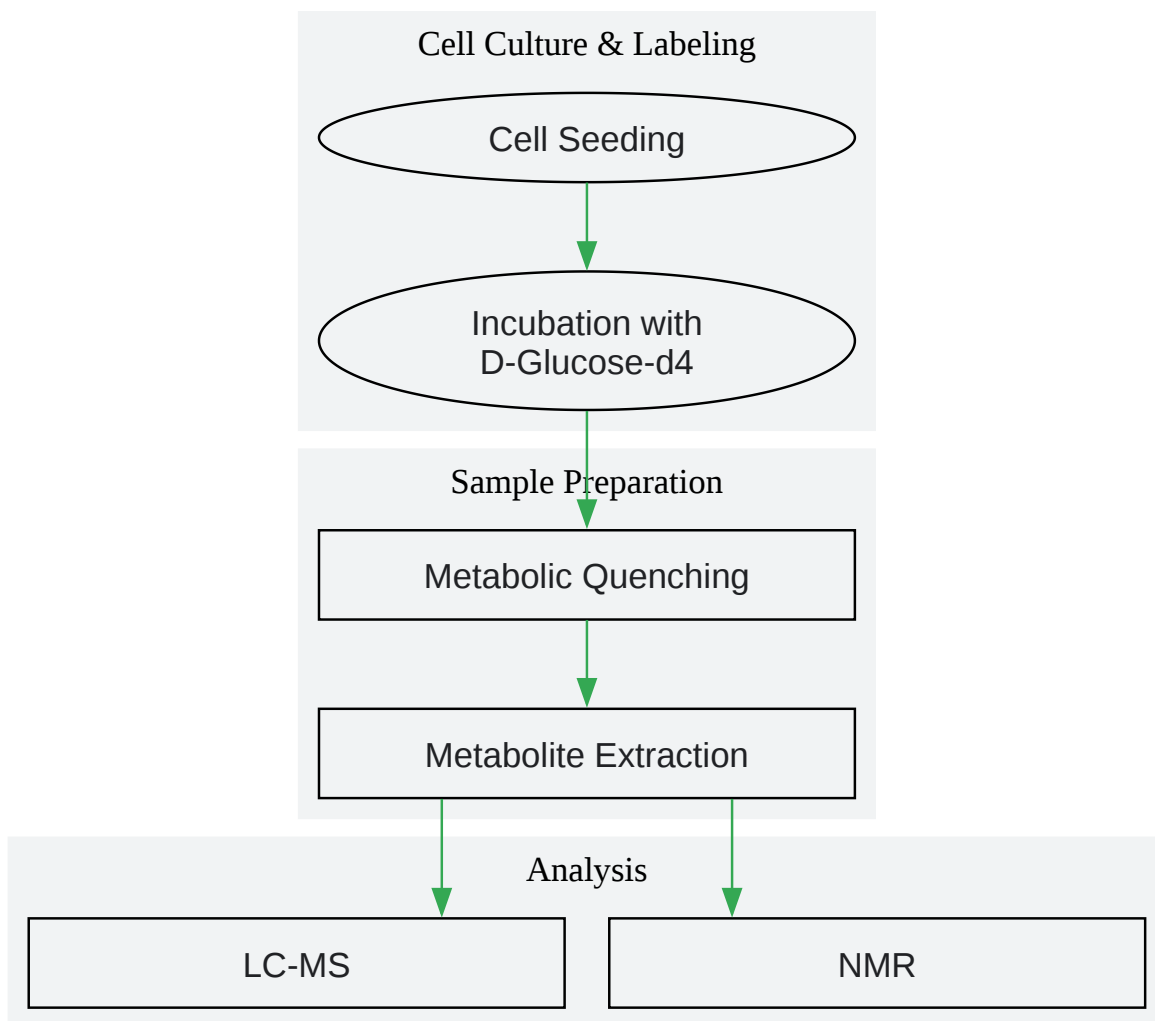 Cell Culture & Labeling
Cell Seeding
Incubation with
D-Glucose-d4
Sample Preparation
Metabolic Quenching
Metabolite Extraction
Analysis
LC-MS
NMR